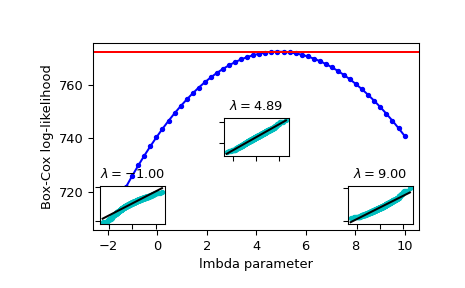 Box-Cox log-likelihood
760
740
720
λ = 4.89
λ = −1.00
λ = 9.00
−2 0 2 4 6 8 10
lmbda parameter